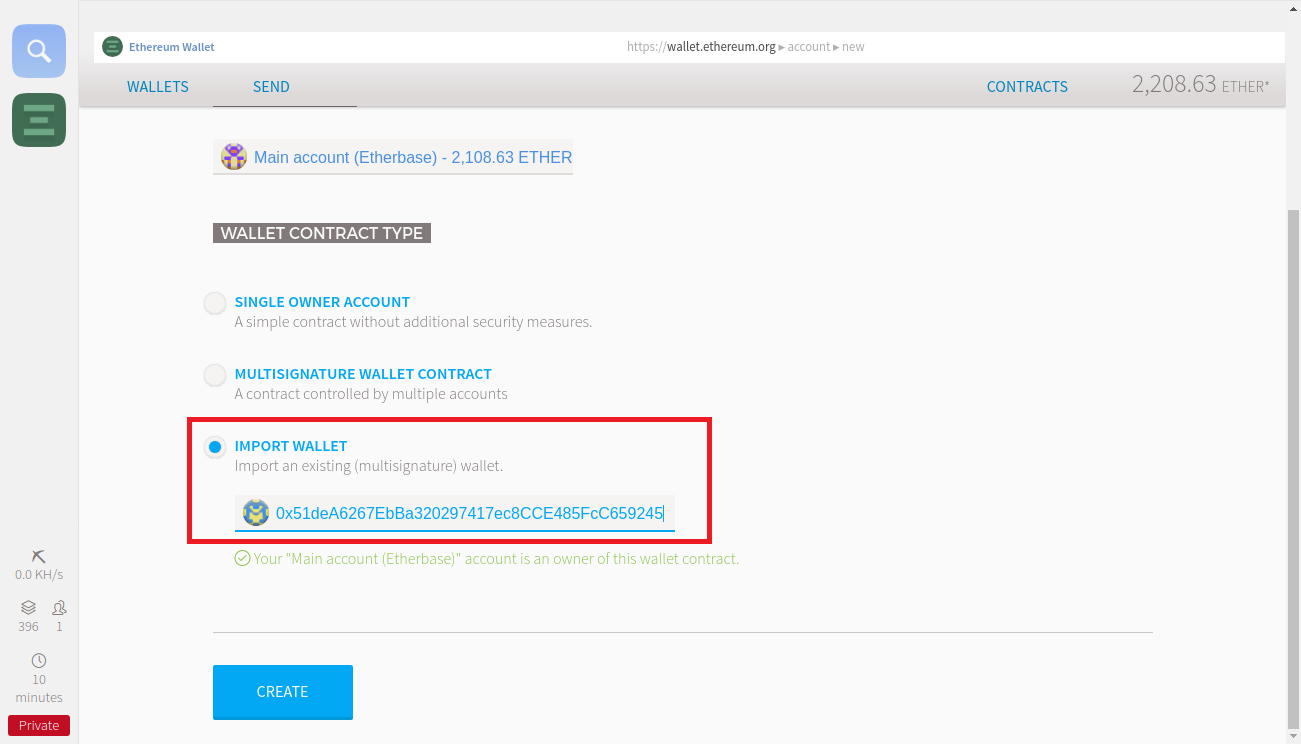 Ethereum Wallet
https://wallet.ethereum.org ▸ account ▸ new
WALLETS
SEND
CONTRACTS
2,208.63 ETHER*
Main account (Etherbase) - 2,108.63 ETHER
WALLET CONTRACT TYPE
SINGLE OWNER ACCOUNT
A simple contract without additional security measures.
MULTISIGNATURE WALLET CONTRACT
A contract controlled by multiple accounts
IMPORT WALLET
Import an existing (multisignature) wallet.
0x51deA6267EbBa320297417ec8CCE485FcC659245
Your "Main account (Etherbase)" account is an owner of this wallet contract.
CREATE
0.0 KH/s
396
1
10
minutes
Private